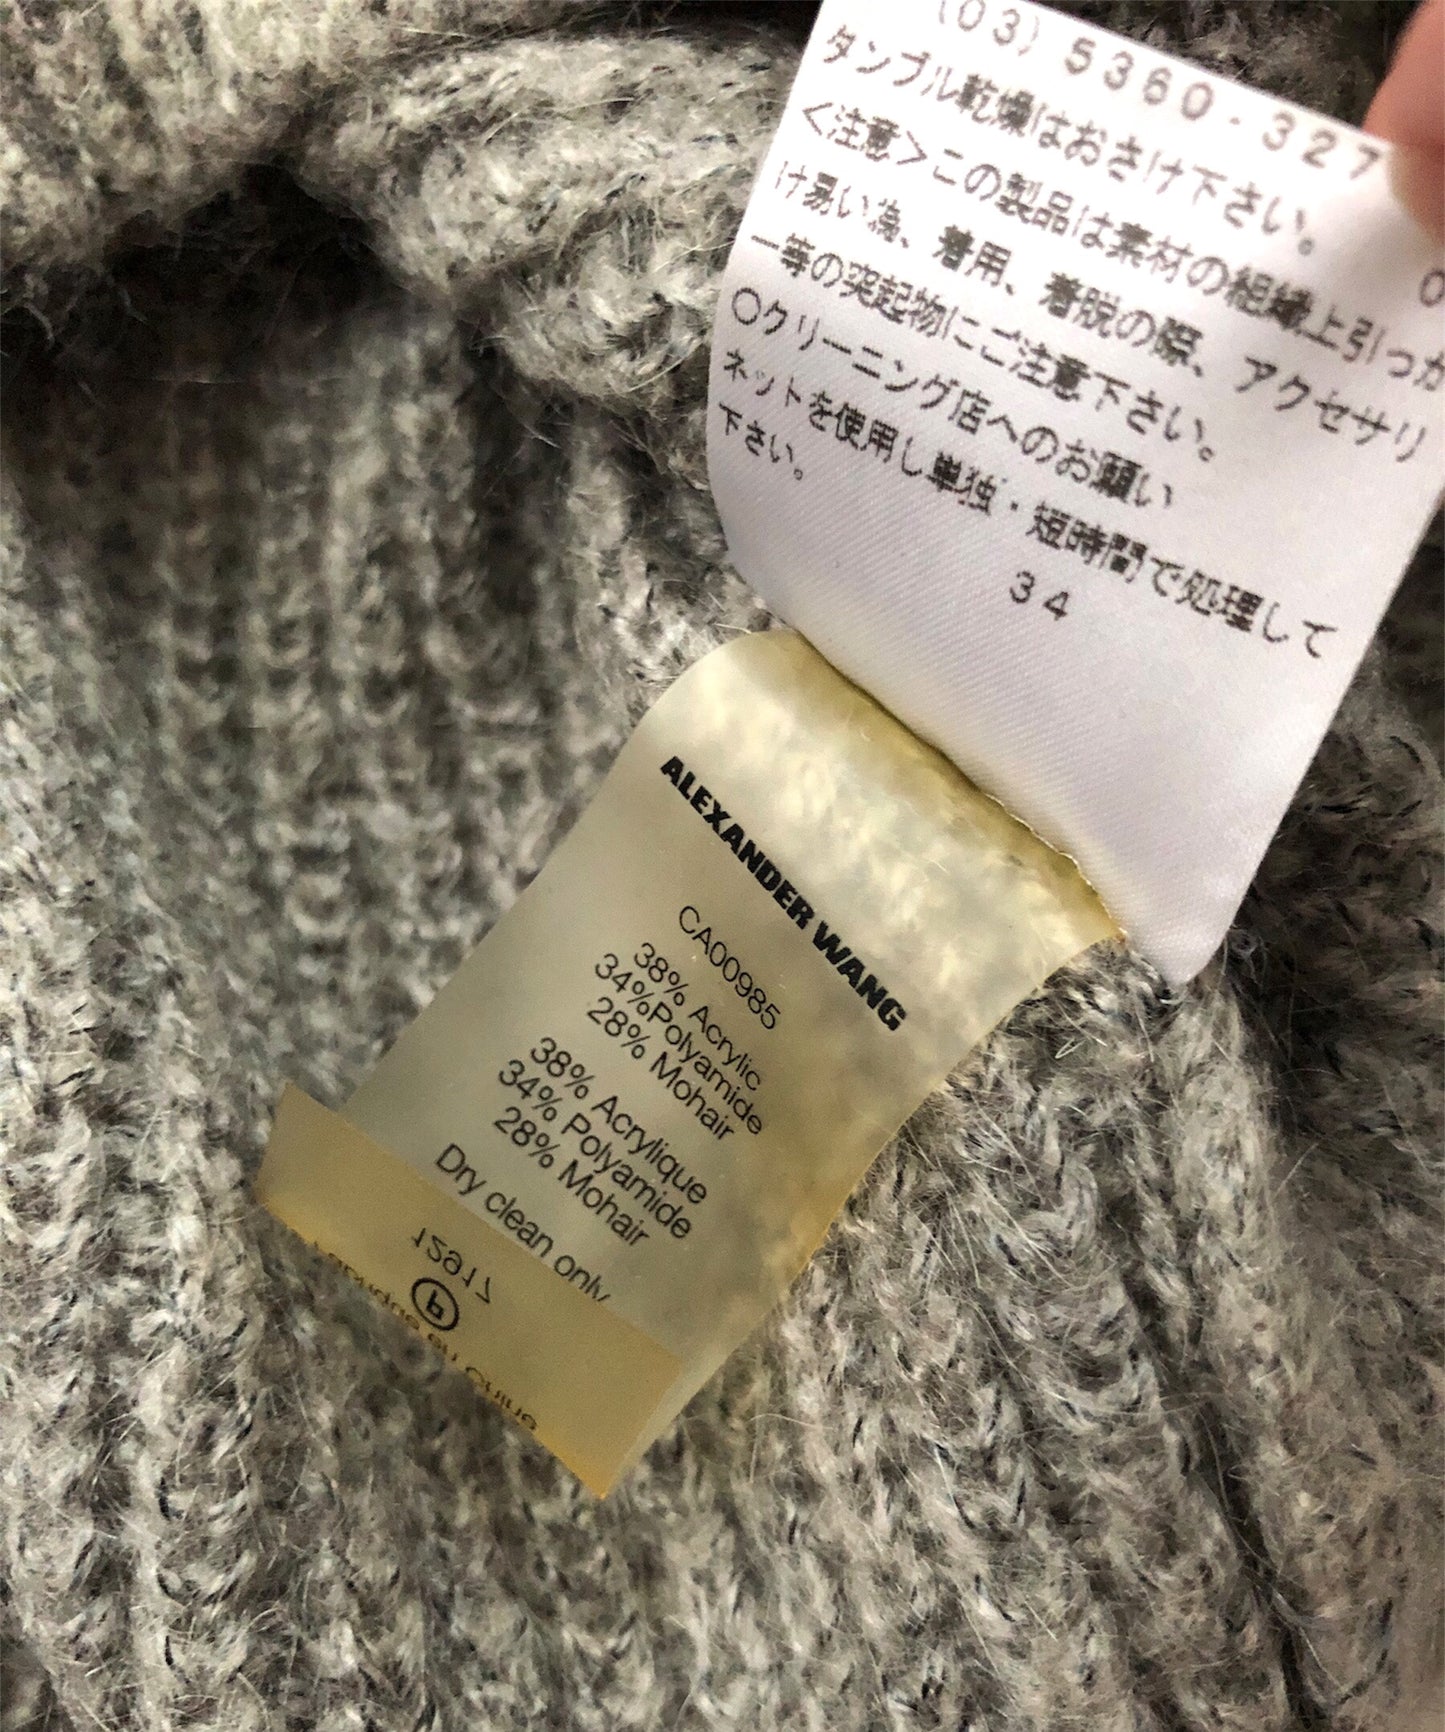 (03) 5360-327
タンブル乾燥はおさけ下さい。
<注意>この製品は素材の組織上引っか
け易い為、着用、着脱の際、アクセサリ
ー等の突起物にご注意下さい。
○クリーニング店へのお願い
ネットを使用し単独・短時間で処理して
下さい。
34
ALEXANDER WANG
CA00985
38% Acrylic
34%Polyamide
28% Mohair
38% Acrylique
34% Polyamide
28% Mohair
Dry clean only
12917
P
en Chine